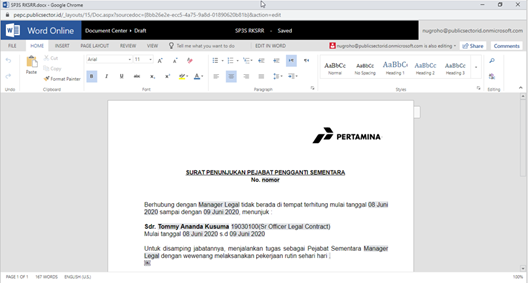 SP3S RKSRR.docx - Google Chrome
pepc.publicsector.id/_layouts/15/Doc.aspx?sourcedoc={8bb26a2e-ecc5-4a75-9a8d-01890620b81b}&action=edit
Word Online Document Center › Draft SP3S RKSRR - Saved nugroho@publicsectord.onmicrosoft.com
FILE HOME INSERT PAGE LAYOUT REVIEW VIEW Tell me what you want to do EDIT IN WORD nugroho@publicsectord.onmicrosoft.com is also editing Share Comments
Paste Cut Copy Format Painter
Arial 11
B I U abc
AaBbCc Normal AaBbCc No Spacing AaBbC Heading 1 AaBbCc Heading 2 AaBbCc Heading 3
Undo Clipboard Font Paragraph Styles Editing
PERTAMINA
SURAT PENUNJUKAN PEJABAT PENGGANTI SEMENTARA
No. nomor
Berhubung dengan Manager Legal tidak berada di tempat terhitung mulai tanggal 08 Juni
2020 sampai dengan 09 Juni 2020, menunjuk :
Sdr. Tommy Ananda Kusuma 19030100(Sr Officer Legal Contract)
Mulai tanggal 08 Juni 2020 s.d 09 Juni 2020
Untuk disamping jabatannya, menjalankan tugas sebagai Pejabat Sementara Manager
Legal dengan wewenang melaksanakan pekerjaan rutin sehari hari ;
PAGE 1 OF 1 167 WORDS ENGLISH (U.S.) 100%